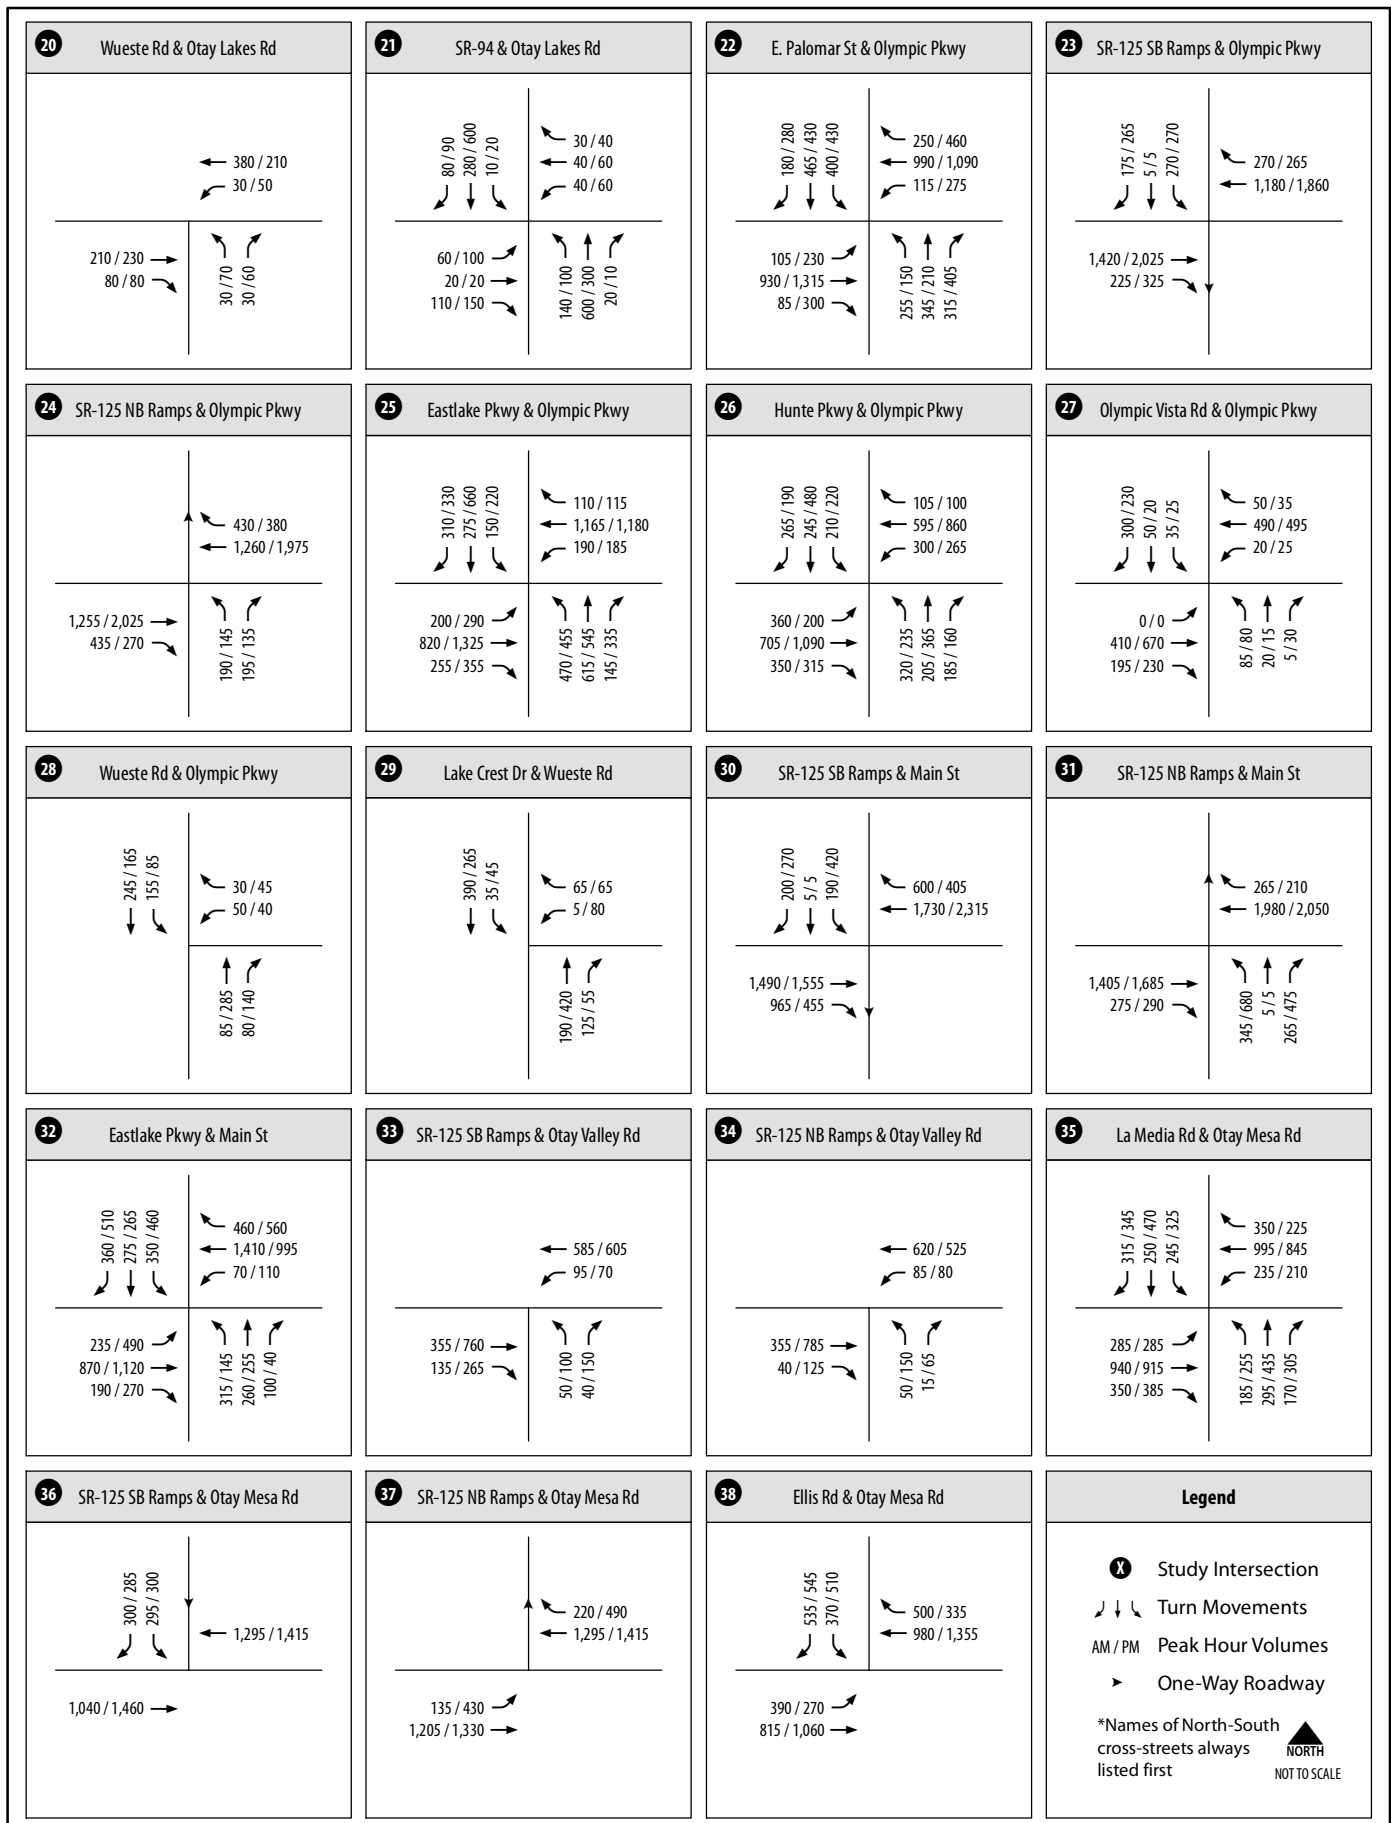 20 Wueste Rd & Otay Lakes Rd
380 / 210
30 / 50
210 / 230
80 / 80
30 / 70
30 / 60
21 SR-94 & Otay Lakes Rd
80 / 90
280 / 600
10 / 20
30 / 40
40 / 60
40 / 60
60 / 100
20 / 20
110 / 150
140 / 100
600 / 300
20 / 10
22 E. Palomar St & Olympic Pkwy
180 / 280
465 / 430
400 / 430
250 / 460
990 / 1,090
115 / 275
105 / 230
930 / 1,315
85 / 300
255 / 150
345 / 210
315 / 405
23 SR-125 SB Ramps & Olympic Pkwy
175 / 265
5 / 5
270 / 270
270 / 265
1,180 / 1,860
1,420 / 2,025
225 / 325
24 SR-125 NB Ramps & Olympic Pkwy
430 / 380
1,260 / 1,975
1,255 / 2,025
435 / 270
190 / 145
195 / 135
25 Eastlake Pkwy & Olympic Pkwy
310 / 330
275 / 660
150 / 220
110 / 115
1,165 / 1,180
190 / 185
200 / 290
820 / 1,325
255 / 355
470 / 455
615 / 545
145 / 335
26 Hunte Pkwy & Olympic Pkwy
265 / 190
245 / 480
210 / 220
105 / 100
595 / 860
300 / 265
360 / 200
705 / 1,090
350 / 315
320 / 235
205 / 365
185 / 160
27 Olympic Vista Rd & Olympic Pkwy
300 / 230
50 / 20
35 / 25
50 / 35
490 / 495
20 / 25
0 / 0
410 / 670
195 / 230
85 / 80
20 / 15
5 / 30
28 Wueste Rd & Olympic Pkwy
245 / 165
155 / 85
30 / 45
50 / 40
85 / 285
80 / 140
29 Lake Crest Dr & Wueste Rd
390 / 265
35 / 45
65 / 65
5 / 80
190 / 420
125 / 55
30 SR-125 SB Ramps & Main St
200 / 270
5 / 5
190 / 420
600 / 405
1,730 / 2,315
1,490 / 1,555
965 / 455
31 SR-125 NB Ramps & Main St
265 / 210
1,980 / 2,050
1,405 / 1,685
275 / 290
345 / 680
5 / 5
265 / 475
32 Eastlake Pkwy & Main St
360 / 510
275 / 265
350 / 460
460 / 560
1,410 / 995
70 / 110
235 / 490
870 / 1,120
190 / 270
315 / 145
260 / 255
100 / 40
33 SR-125 SB Ramps & Otay Valley Rd
585 / 605
95 / 70
355 / 760
135 / 265
50 / 100
40 / 150
34 SR-125 NB Ramps & Otay Valley Rd
620 / 525
85 / 80
355 / 785
40 / 125
50 / 150
15 / 65
35 La Media Rd & Otay Mesa Rd
315 / 345
250 / 470
245 / 325
350 / 225
995 / 845
235 / 210
285 / 285
940 / 915
350 / 385
185 / 255
295 / 435
170 / 305
36 SR-125 SB Ramps & Otay Mesa Rd
300 / 285
295 / 300
1,295 / 1,415
1,040 / 1,460
37 SR-125 NB Ramps & Otay Mesa Rd
220 / 490
1,295 / 1,415
135 / 430
1,205 / 1,330
38 Ellis Rd & Otay Mesa Rd
535 / 545
370 / 510
500 / 335
980 / 1,355
390 / 270
815 / 1,060
Legend
X Study Intersection
Turn Movements
AM / PM Peak Hour Volumes
One-Way Roadway
*Names of North-South
cross-streets always
listed first
NORTH
NOT TO SCALE